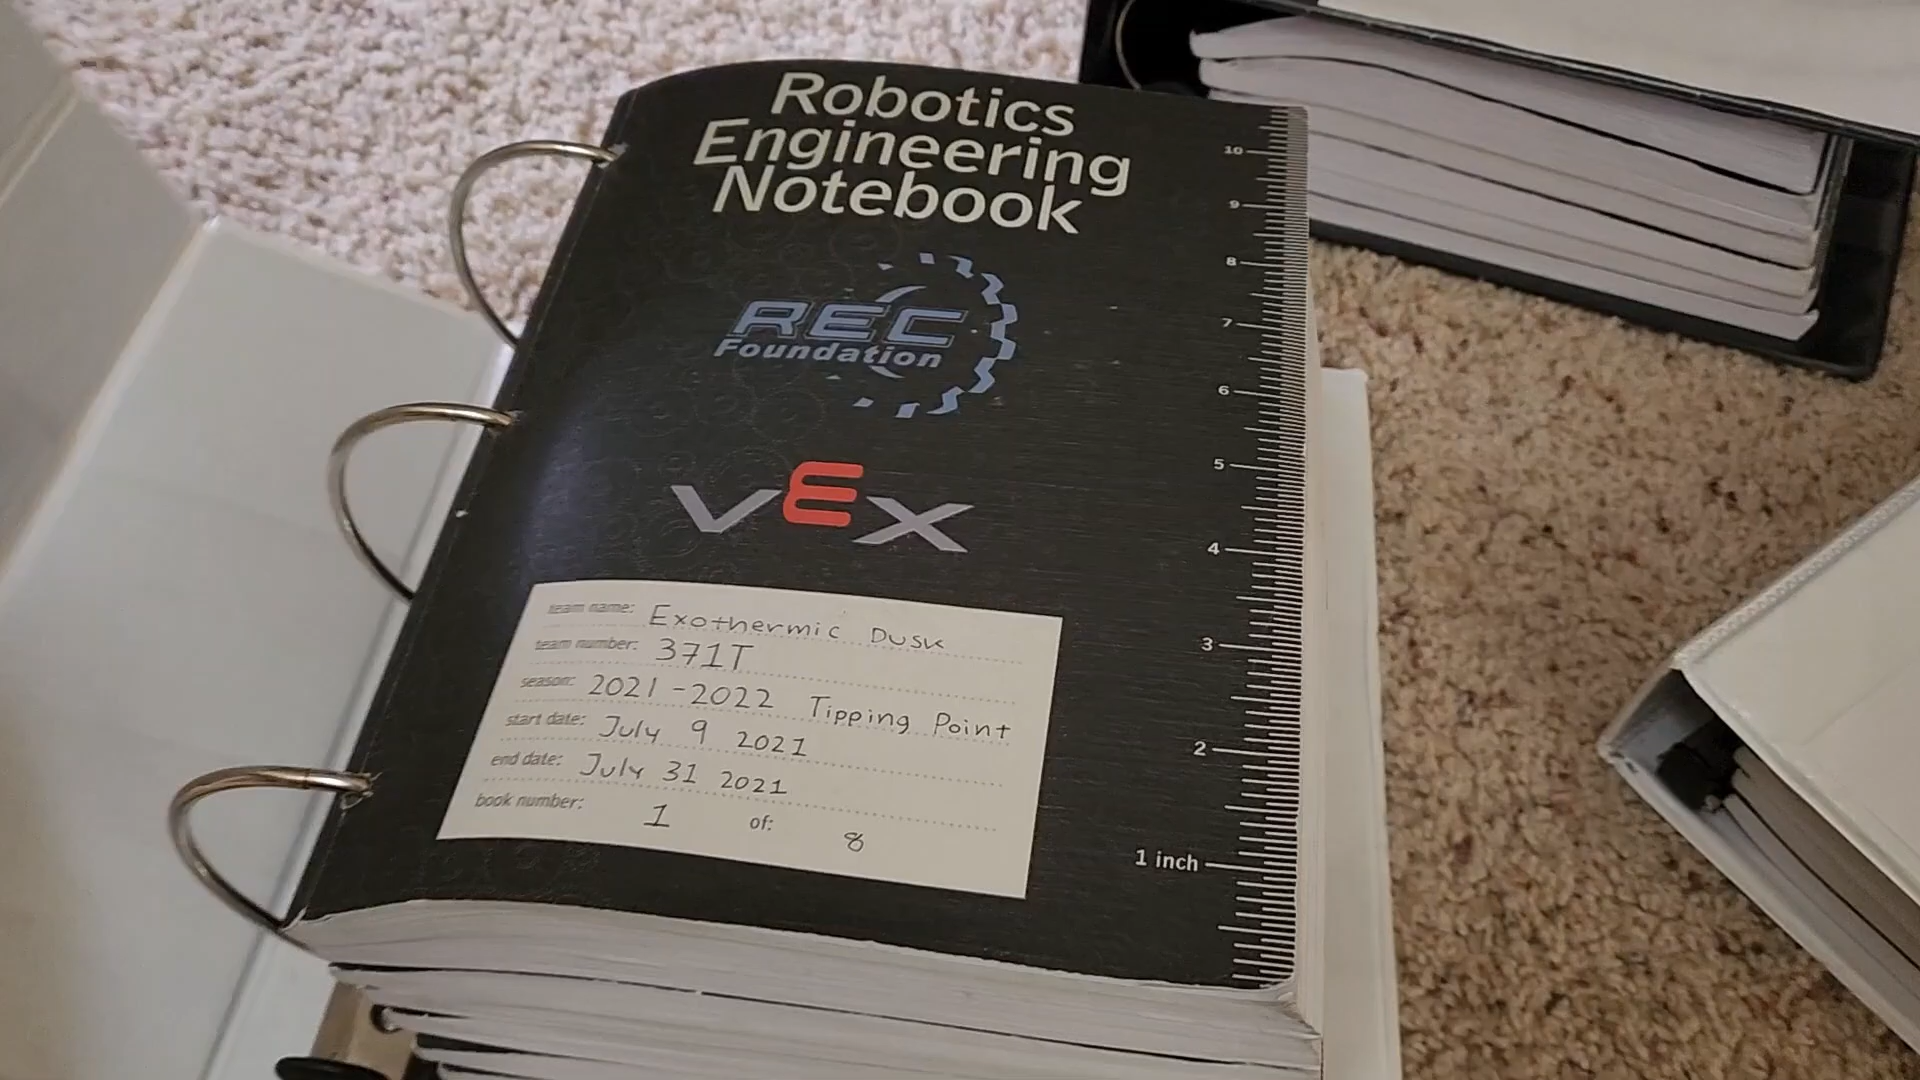 Robotics
Engineering
Notebook
REC
Foundation
VEX
team name: Exothermic Dusk
team number: 371T
season: 2021-2022 Tipping Point
start date: July 9 2021
end date: July 31 2021
book number: 1 of: 8
10
9
8
7
6
5
4
3
2
1 inch